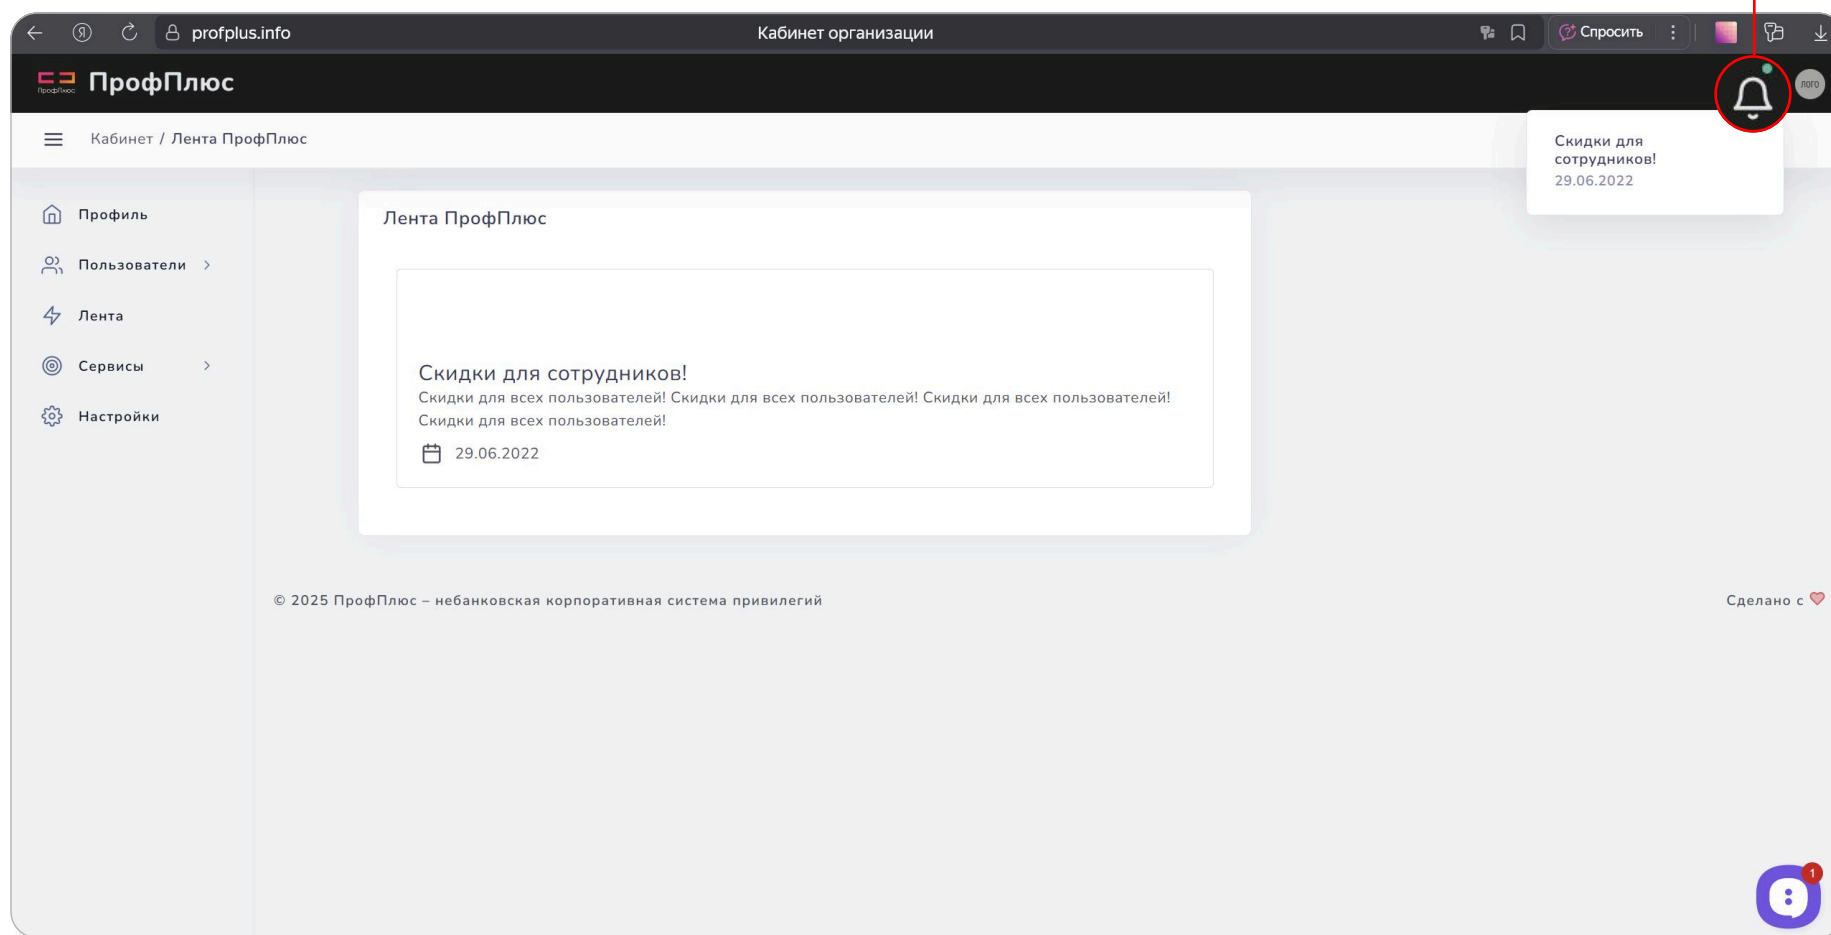 profplus.info
Кабинет организации
Спросить
ПрофПлюс
ПрофПлюс
ЛОГО
Кабинет / Лента ПрофПлюс
Скидки для
сотрудников!
29.06.2022
Профиль
Пользователи
Лента
Сервисы
Настройки
Лента ПрофПлюс
Скидки для сотрудников!
Скидки для всех пользователей! Скидки для всех пользователей! Скидки для всех пользователей!
Скидки для всех пользователей!
29.06.2022
© 2025 ПрофПлюс – небанковская корпоративная система привилегий
Сделано с
1